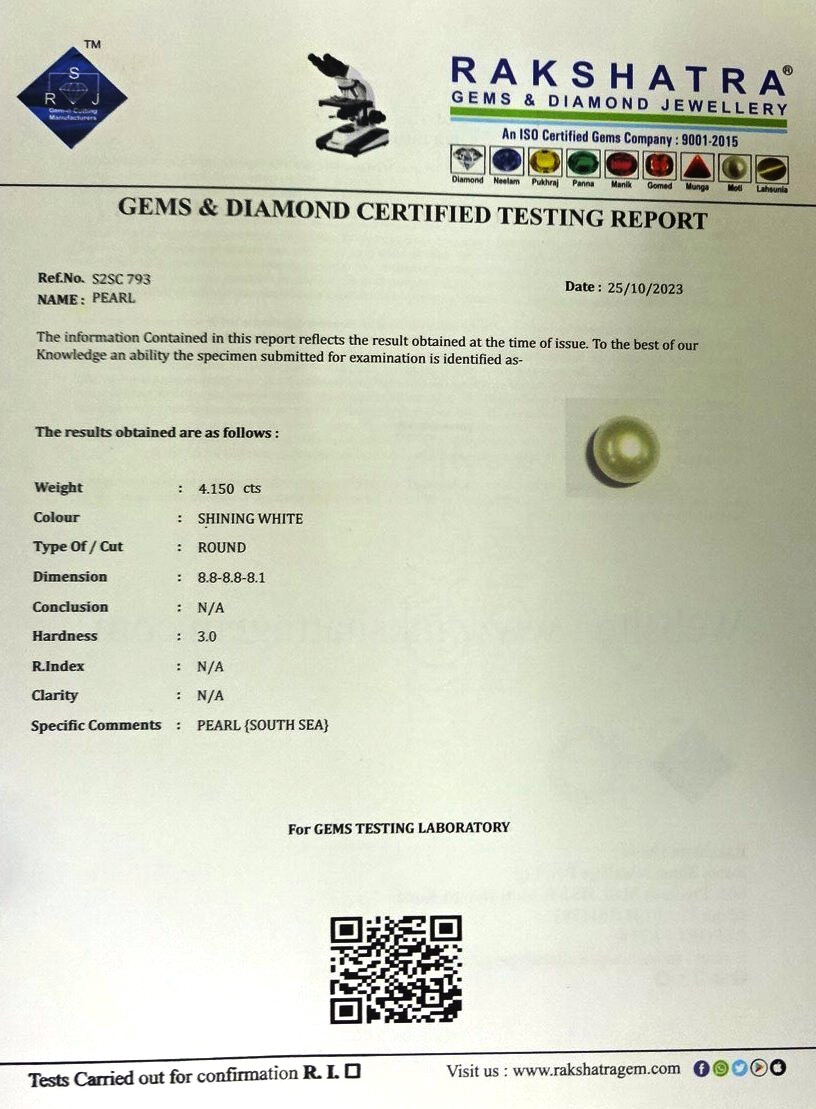 TM
S
R J
Gem-n Cutting
Manufacturers
RAKSHATRA®
GEMS & DIAMOND JEWELLERY
An ISO Certified Gems Company : 9001-2015
Diamond Neelam Pukhraj Panna Manik Gomed Munga Moti Lahsunia
GEMS & DIAMOND CERTIFIED TESTING REPORT
Ref.No. S2SC 793
Date : 25/10/2023
NAME : PEARL
The information Contained in this report reflects the result obtained at the time of issue. To the best of our
Knowledge an ability the specimen submitted for examination is identified as-
The results obtained are as follows :
Weight : 4.150 cts
Colour : SHINING WHITE
Type Of / Cut : ROUND
Dimension : 8.8-8.8-8.1
Conclusion : N/A
Hardness : 3.0
R.Index : N/A
Clarity : N/A
Specific Comments : PEARL {SOUTH SEA}
For GEMS TESTING LABORATORY
Tests Carried out for confirmation R. I. ☐
Visit us : www.rakshatragem.com